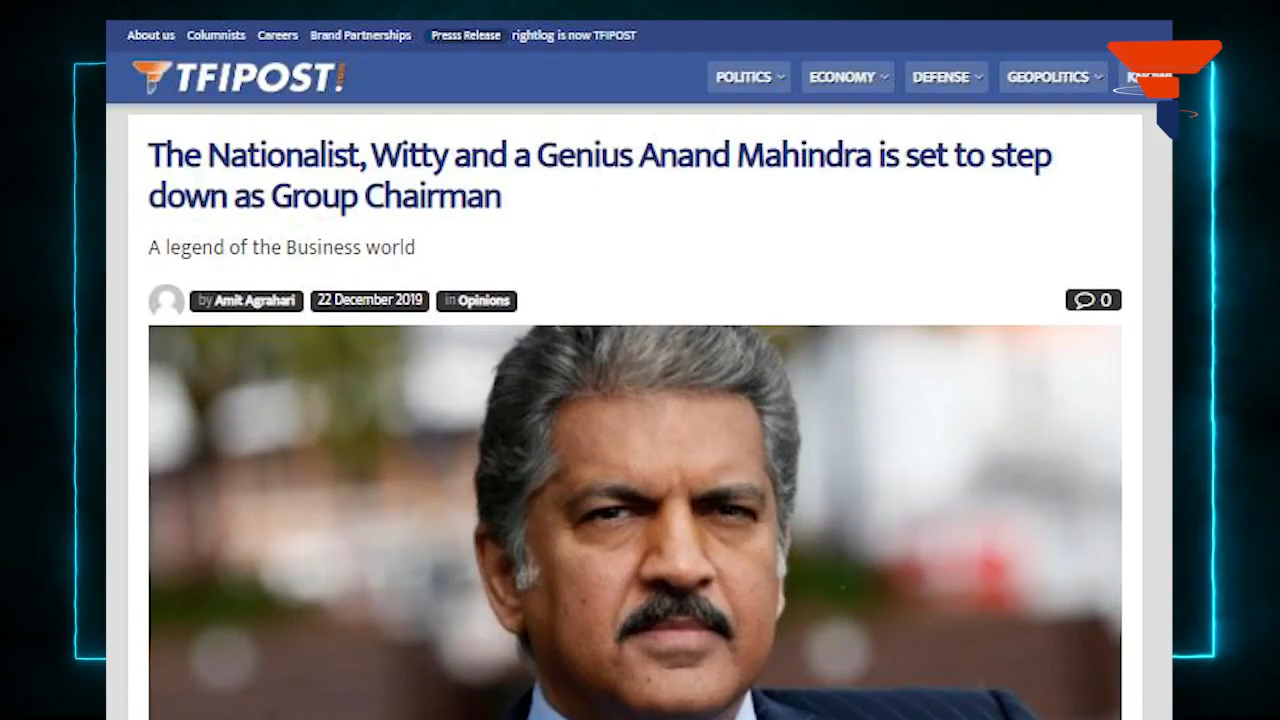 About us Columnists Careers Brand Partnerships Presss Release rightlog is now TFIPOST
TFIPOST.com
POLITICS ECONOMY DEFENSE GEOPOLITICS
The Nationalist, Witty and a Genius Anand Mahindra is set to step
down as Group Chairman
A legend of the Business world
by Amit Agrahari 22 December 2019 in Opinions 0